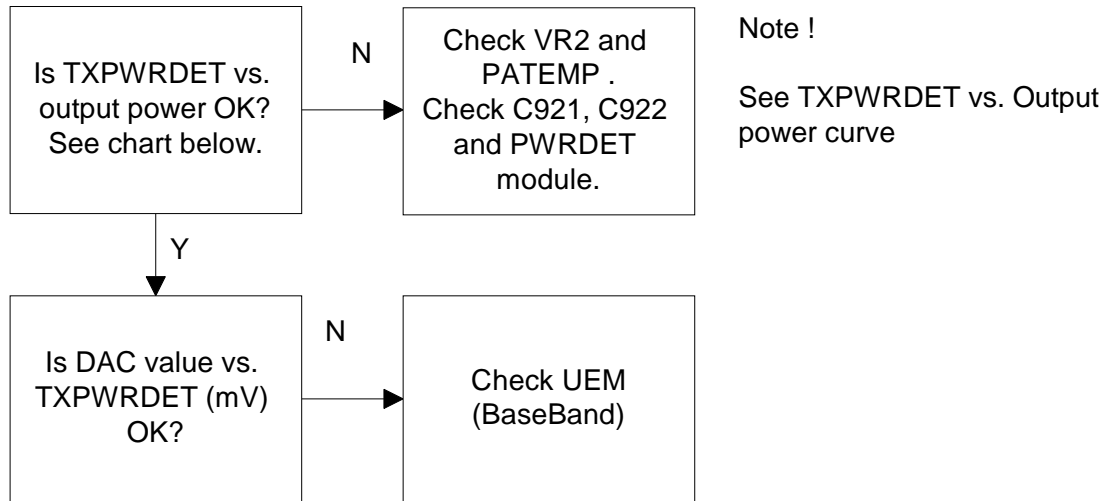 Is TXPWRDET vs.
output power OK?
See chart below.
N
Check VR2 and
PATEMP .
Check C921, C922
and PWRDET
module.
Note !
See TXPWRDET vs. Output
power curve
Y
Is DAC value vs.
TXPWRDET (mV)
OK?
N
Check UEM
(BaseBand)